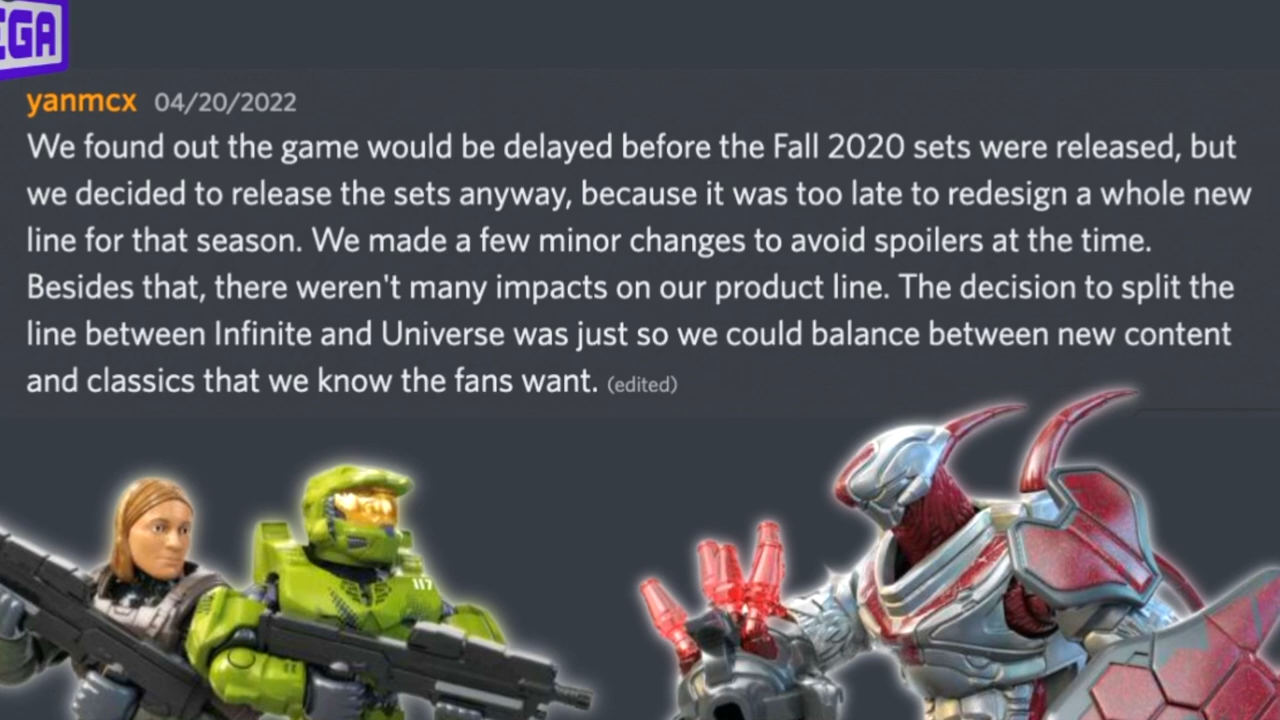 EGA
yanmcx 04/20/2022
We found out the game would be delayed before the Fall 2020 sets were released, but
we decided to release the sets anyway, because it was too late to redesign a whole new
line for that season. We made a few minor changes to avoid spoilers at the time.
Besides that, there weren't many impacts on our product line. The decision to split the
line between Infinite and Universe was just so we could balance between new content
and classics that we know the fans want. (edited)
117